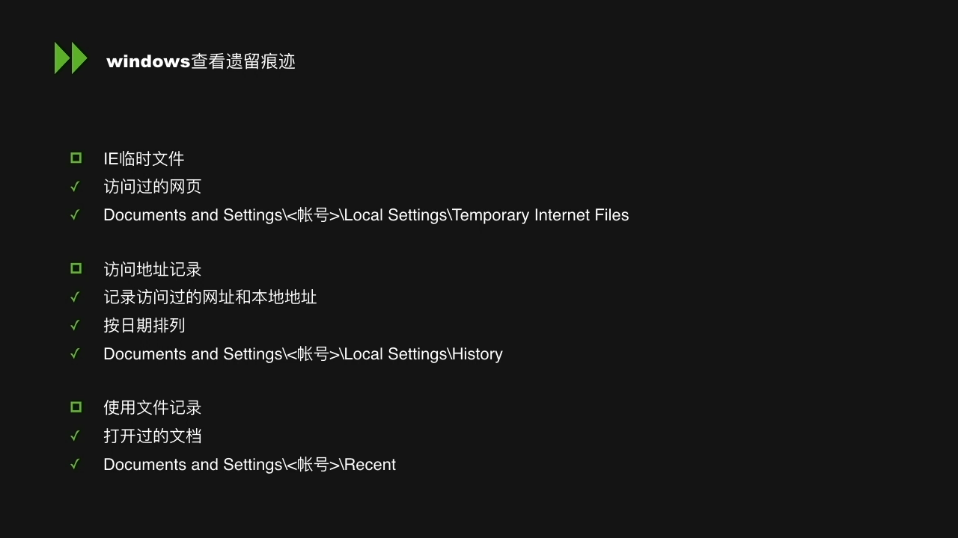 windows查看遗留痕迹
IE临时文件
访问过的网页
Documents and Settings\<帐号>\Local Settings\Temporary Internet Files
访问地址记录
记录访问过的网址和本地地址
按日期排列
Documents and Settings\<帐号>\Local Settings\History
使用文件记录
打开过的文档
Documents and Settings\<帐号>\Recent